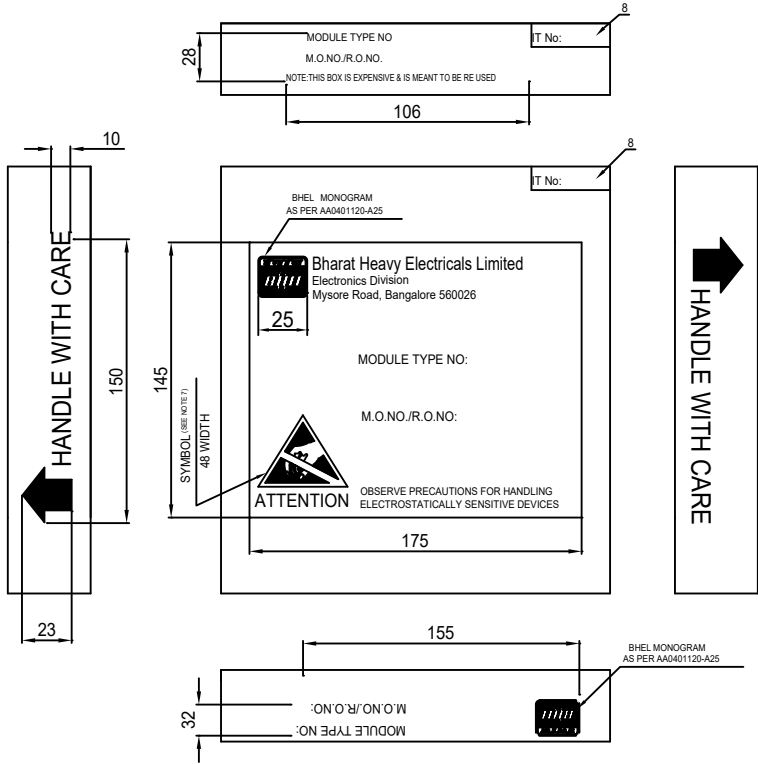 8
MODULE TYPE NO
IT No:
M.O.NO./R.O.NO.
28
NOTE:THIS BOX IS EXPENSIVE & IS MEANT TO BE RE USED
106
10
HANDLE WITH CARE
150
23
8
IT No:
BHEL MONOGRAM
AS PER AA0401120-A25
Bharat Heavy Electricals Limited
Electronics Division
Mysore Road, Bangalore 560026
25
145
MODULE TYPE NO:
M.O.NO./R.O.NO:
SYMBOL (SEE NOTE 7)
48 WIDTH
ATTENTION
OBSERVE PRECAUTIONS FOR HANDLING
ELECTROSTATICALLY SENSITIVE DEVICES
175
HANDLE WITH CARE
155
BHEL MONOGRAM
AS PER AA0401120-A25
32
MODULE TYPE NO:
M.O.NO./R.O.NO: